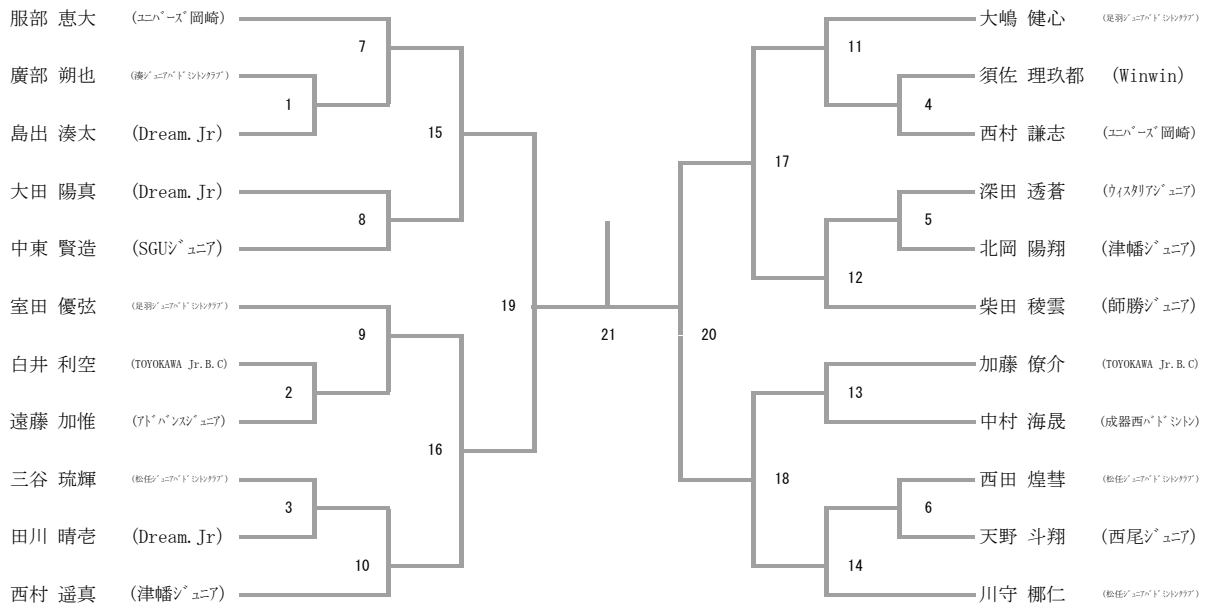 服部 恵大 (ユニバーズ岡崎)
7
廣部 朔也 (湊ジュニアバドミントンクラブ)
1
島出 湊太 (Dream.Jr)
15
大田 陽真 (Dream.Jr)
8
中東 賢造 (SGUジュニア)
19
室田 優弦 (足羽ジュニアバドミントンクラブ)
9
白井 利空 (TOYOKAWA Jr.B.C)
2
遠藤 加惟 (アドバンスジュニア)
16
三谷 琉輝 (松任ジュニアバドミントンクラブ)
3
田川 晴壱 (Dream.Jr)
10
西村 遥真 (津幡ジュニア)
21
大嶋 健心 (足羽ジュニアバドミントンクラブ)
11
須佐 理玖都 (Winwin)
4
西村 謙志 (ユニバーズ岡崎)
17
深田 透蒼 (ウィスタリアジュニア)
5
北岡 陽翔 (津幡ジュニア)
12
柴田 稜雲 (師勝ジュニア)
20
加藤 僚介 (TOYOKAWA Jr.B.C)
13
中村 海晟 (成器西バドミントン)
18
西田 煌彗 (松任ジュニアバドミントンクラブ)
6
天野 斗翔 (西尾ジュニア)
14
川守 梛仁 (松任ジュニアバドミントンクラブ)